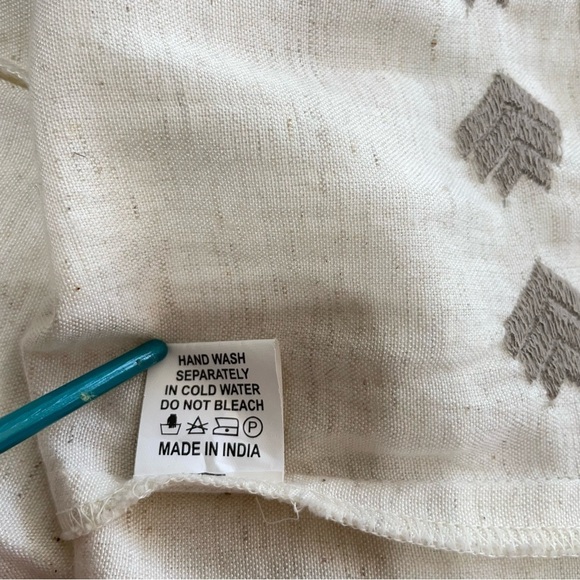 HAND WASH
SEPARATELY
IN COLD WATER
DO NOT BLEACH
P
MADE IN INDIA